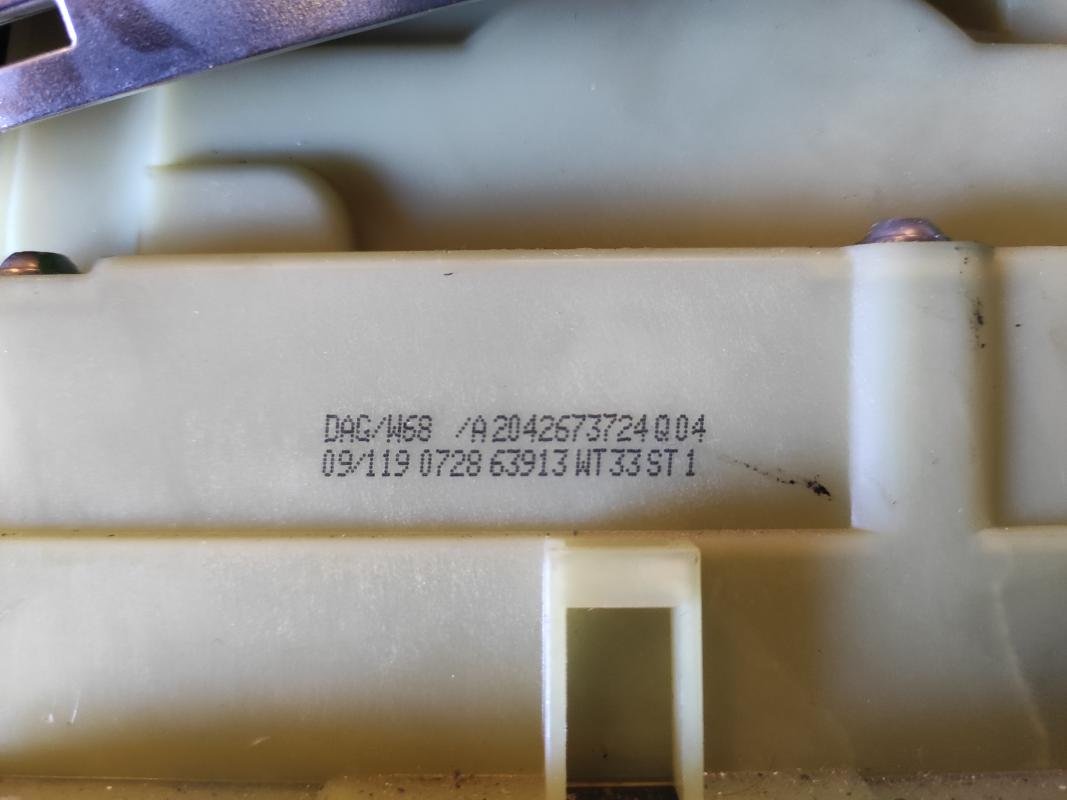 DAG/W68 /A2042673724Q04
09/119 0728 63913 WT33 ST1